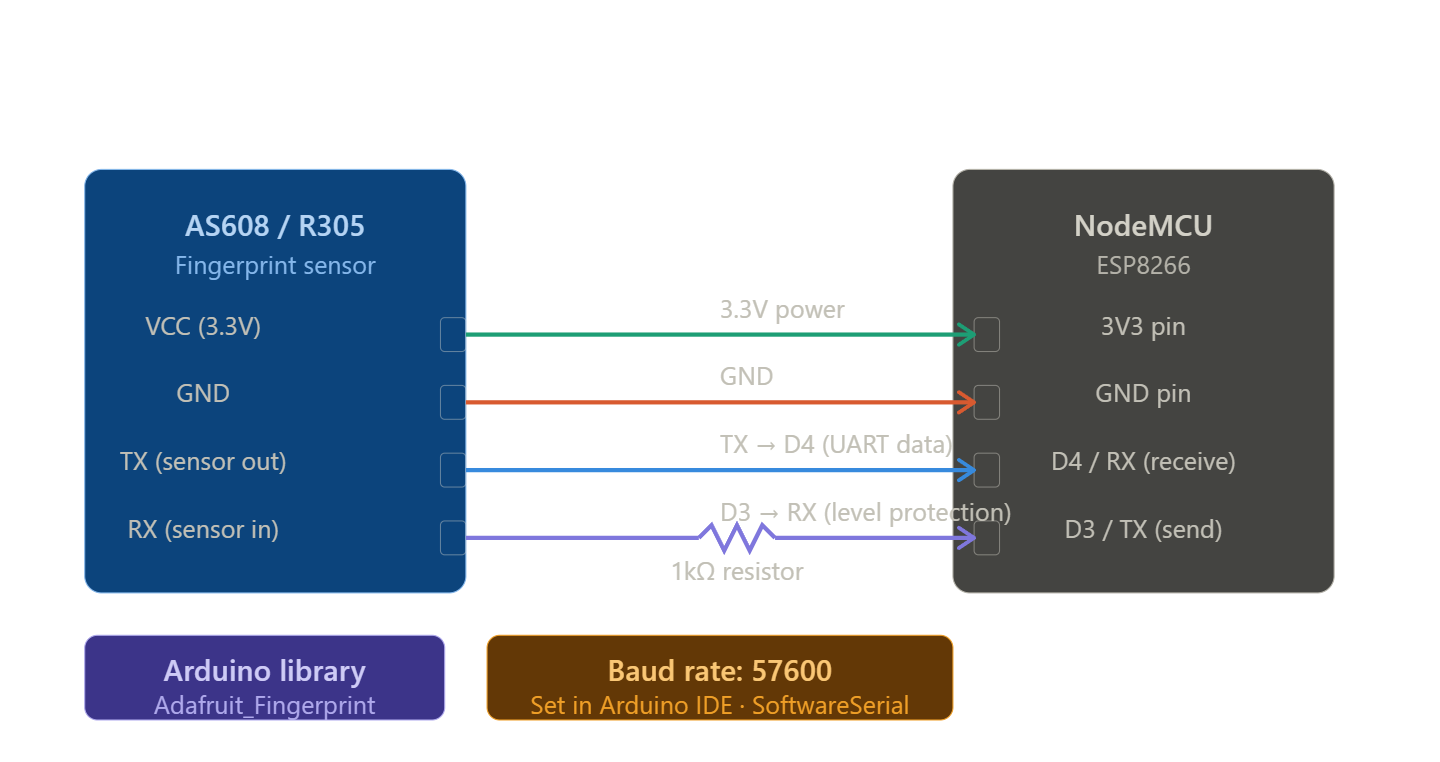 AS608 / R305
Fingerprint sensor
NodeMCU
ESP8266
VCC (3.3V)
3.3V power
3V3 pin
GND
GND
GND pin
TX (sensor out)
TX → D4 (UART data)
D4 / RX (receive)
RX (sensor in)
D3 → RX (level protection)
D3 / TX (send)
1kΩ resistor
Arduino library
Adafruit_Fingerprint
Baud rate: 57600
Set in Arduino IDE · SoftwareSerial